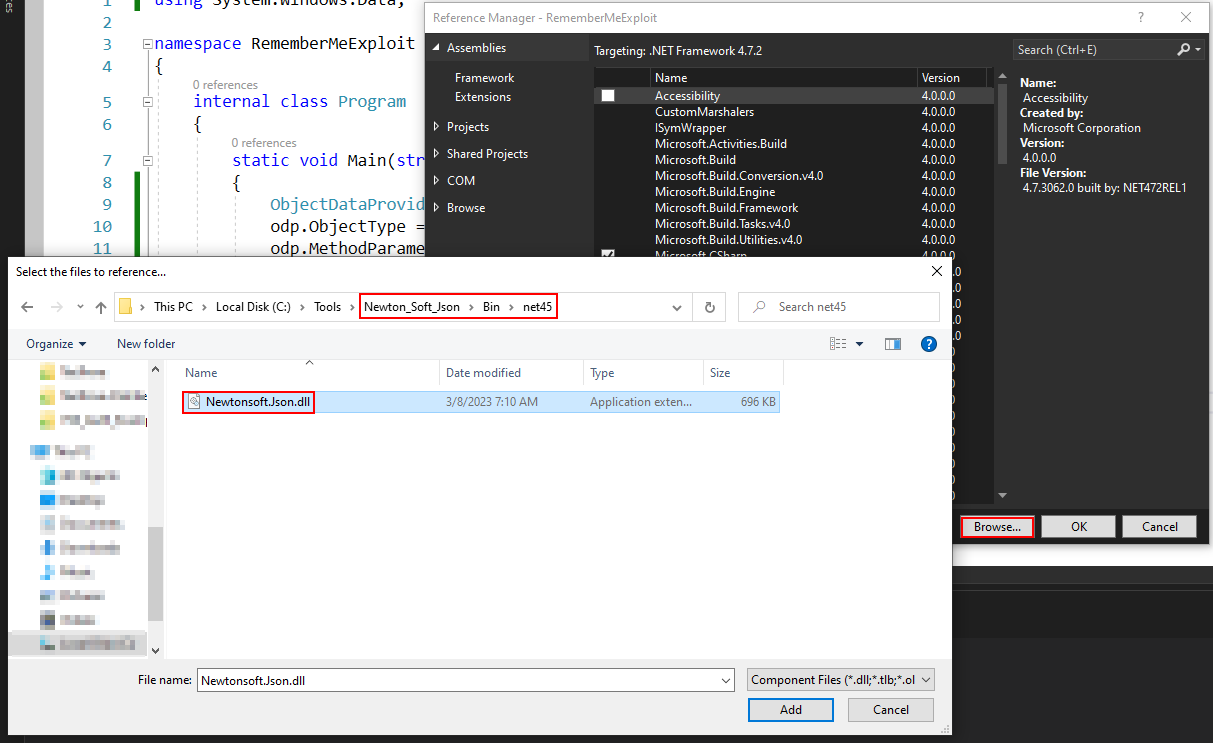 es
1 using System.Windows.Data;
2
3 namespace RememberMeExploit
4 {
0 references
5 internal class Program
6 {
0 references
7 static void Main(str
8 {
9 ObjectDataProvid
10 odp.ObjectType =
11 odp.MethodParame
Reference Manager - RememberMeExploit
Assemblies
Framework
Extensions
Projects
Shared Projects
COM
Browse
Targeting: .NET Framework 4.7.2
Search (Ctrl+E)
Name Version
Accessibility 4.0.0.0
CustomMarshalers 4.0.0.0
ISymWrapper 4.0.0.0
Microsoft.Activities.Build 4.0.0.0
Microsoft.Build 4.0.0.0
Microsoft.Build.Conversion.v4.0 4.0.0.0
Microsoft.Build.Engine 4.0.0.0
Microsoft.Build.Framework 4.0.0.0
Microsoft.Build.Tasks.v4.0 4.0.0.0
Microsoft.Build.Utilities.v4.0 4.0.0.0
Microsoft.CSharp 4.0.0.0
Name:
Accessibility
Created by:
Microsoft Corporation
Version:
4.0.0.0
File Version:
4.7.3062.0 built by: NET472REL1
Browse... OK Cancel
Select the files to reference...
This PC Local Disk (C:) Tools Newton_Soft_Json Bin net45
Search net45
Organize New folder
Name Date modified Type Size
Newtonsoft.Json.dll 3/8/2023 7:10 AM Application exten... 696 KB
File name: Newtonsoft.Json.dll Component Files (*.dll;*.tlb;*.ol
Add Cancel